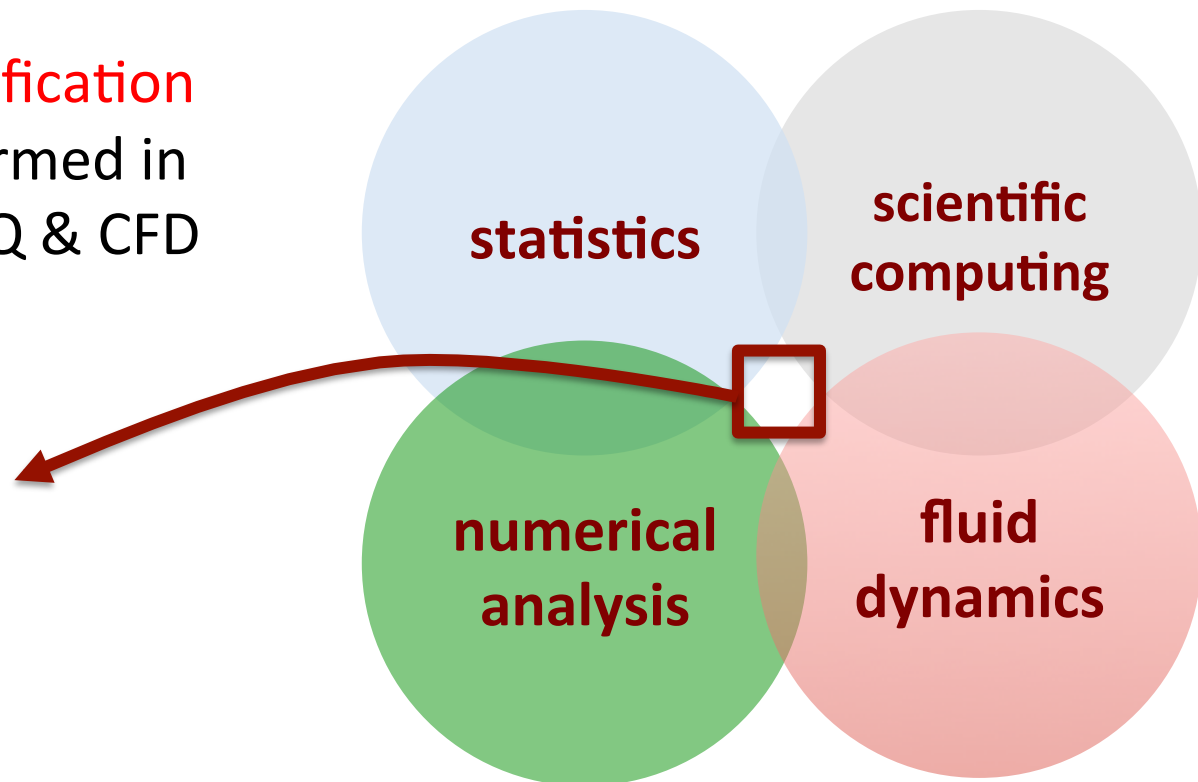 fication
rmed in
Q & CFD
statistics
scientific
computing
numerical
analysis
fluid
dynamics